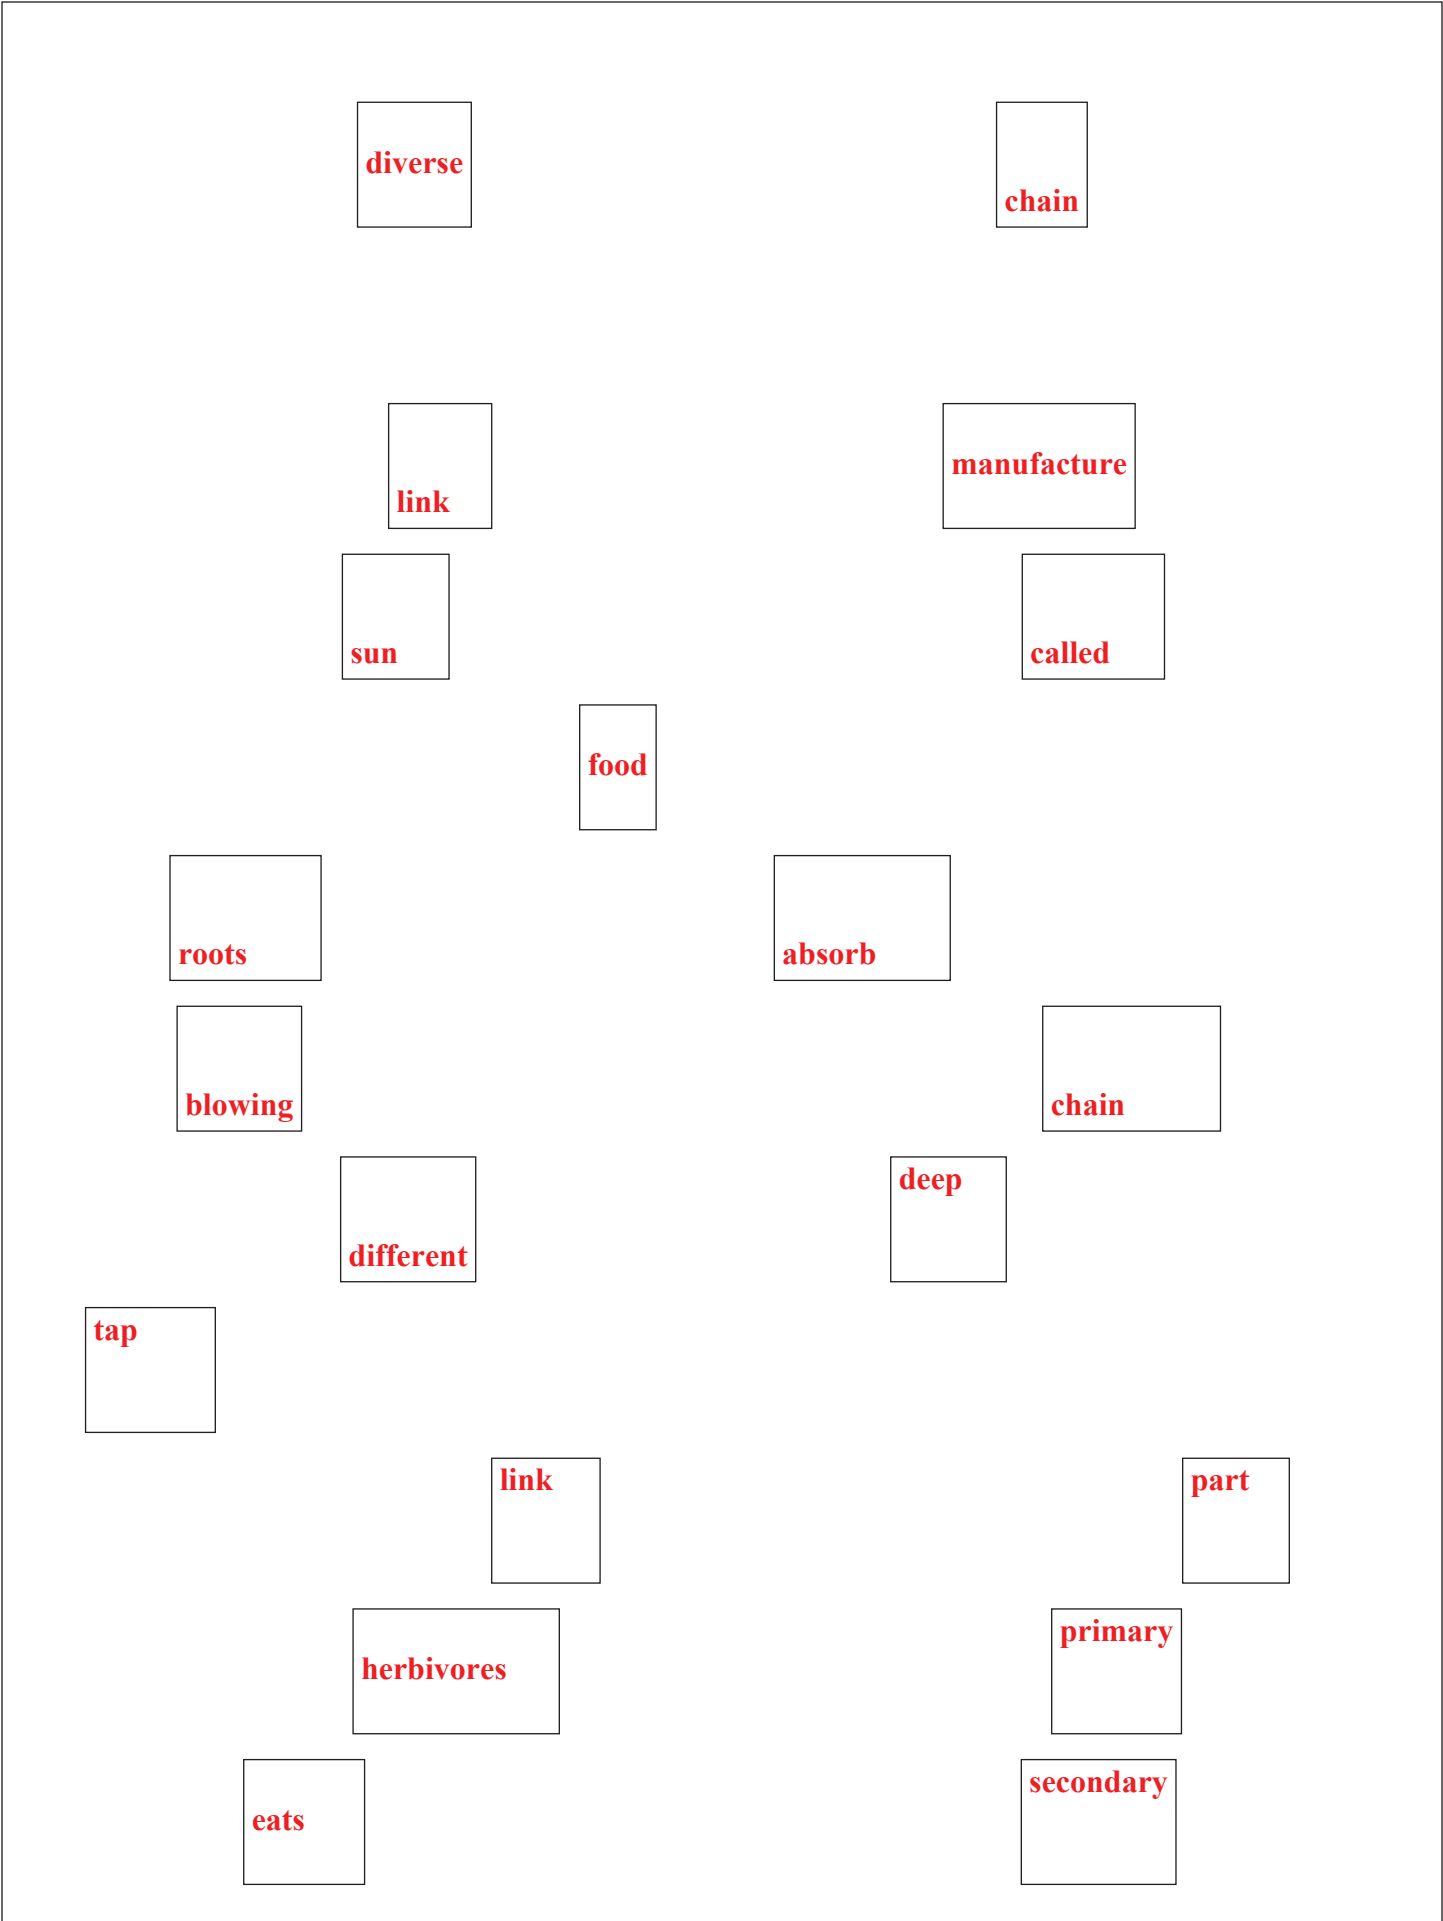 diverse
chain
link
manufacture
sun
called
food
roots
absorb
blowing
chain
different
deep
tap
link
part
herbivores
primary
eats
secondary